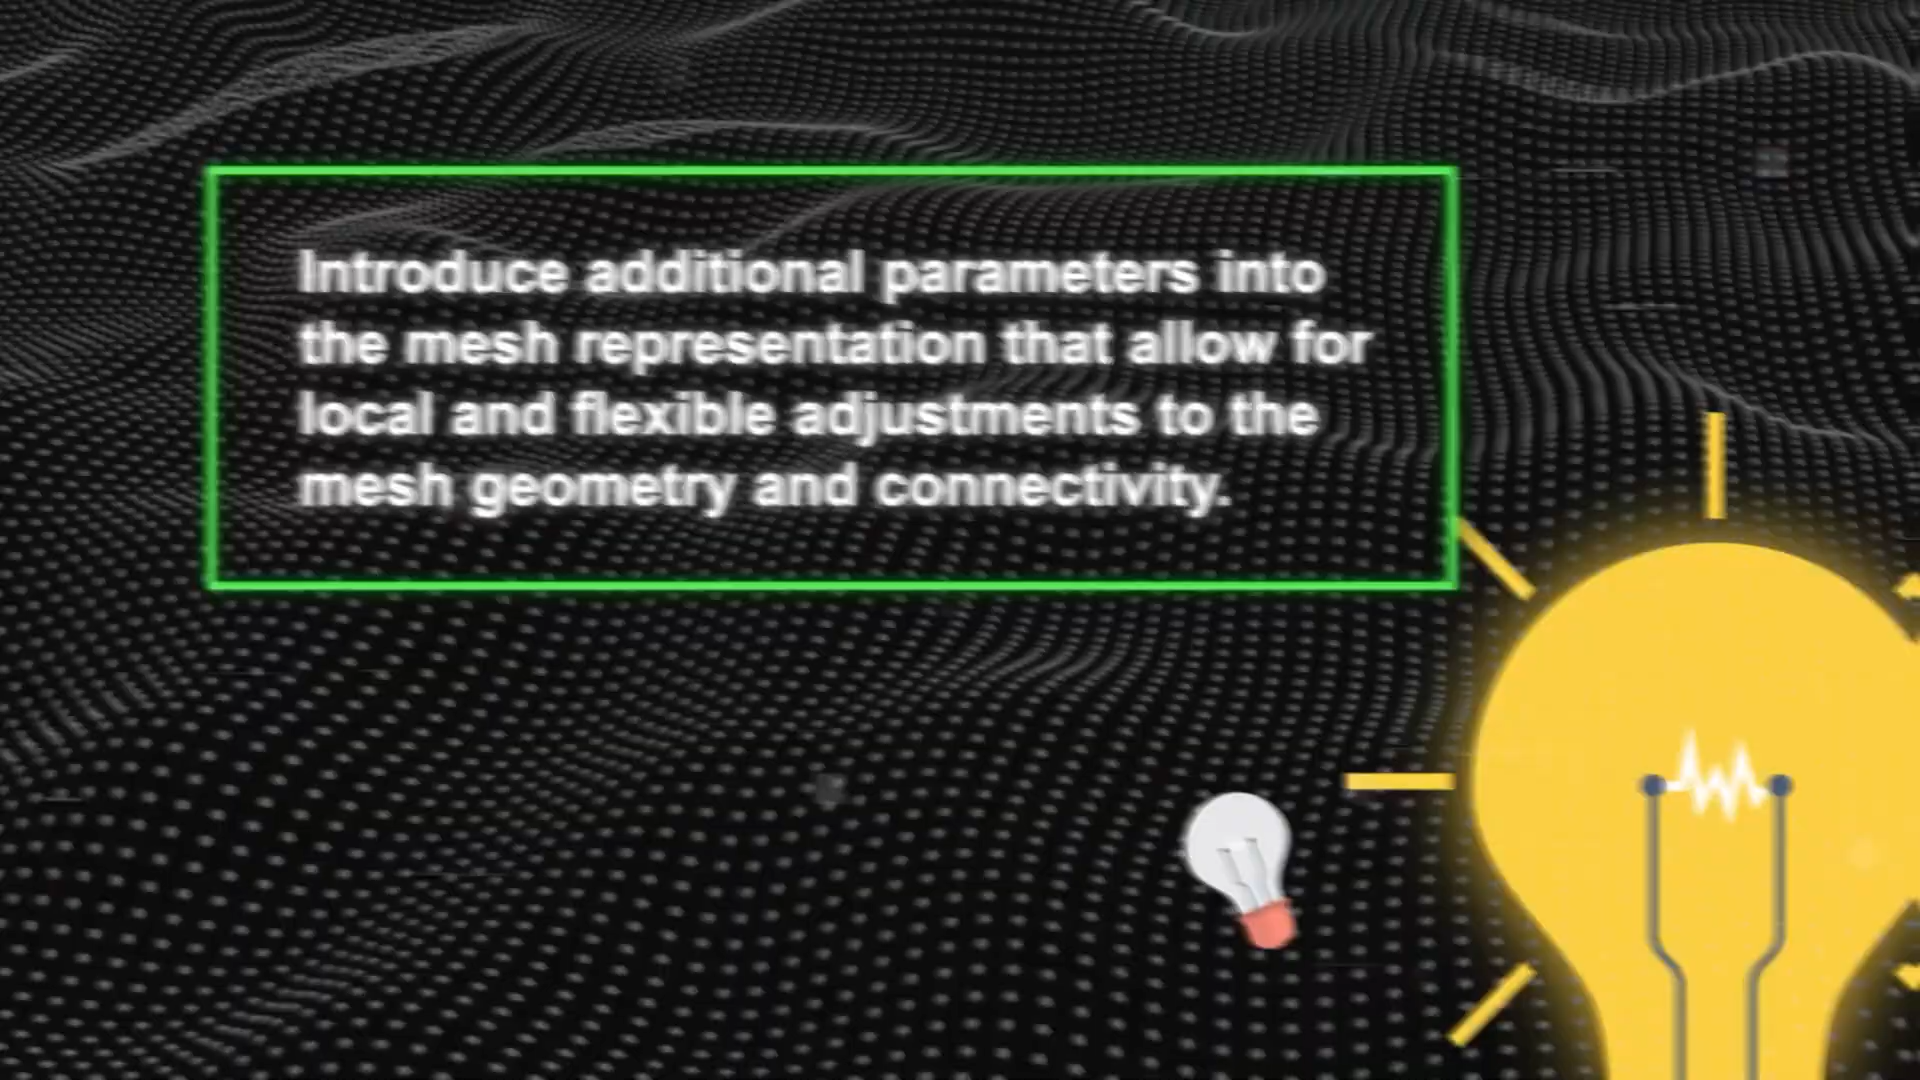 Introduce additional parameters into
the mesh representation that allow for
local and flexible adjustments to the
mesh geometry and connectivity.